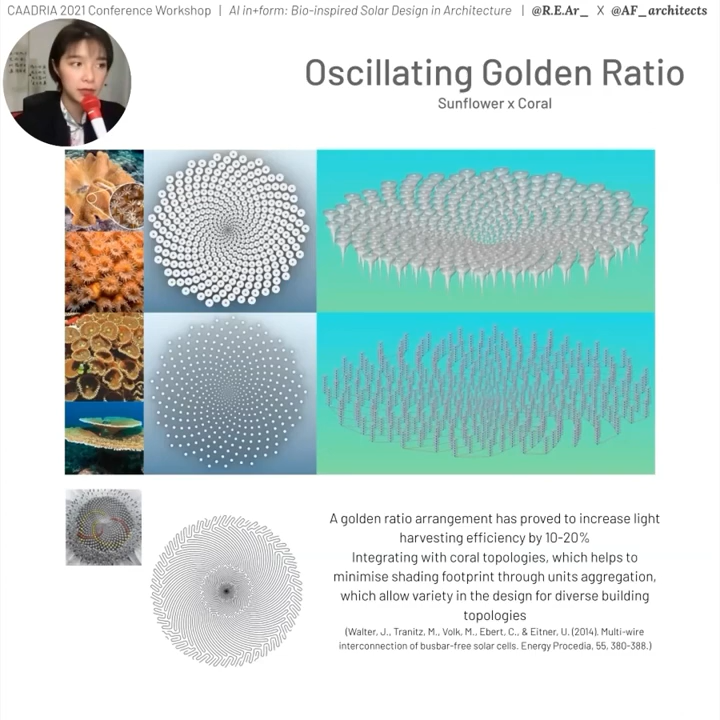 CAADRIA 2021 Conference Workshop | AI in+form: Bio-inspired Solar Design in Architecture | @R.E.Ar_ X @AF_architects
Oscillating Golden Ratio
Sunflower x Coral
A golden ratio arrangement has proved to increase light
harvesting efficiency by 10-20%
Integrating with coral topologies, which helps to
minimise shading footprint through units aggregation,
which allow variety in the design for diverse building
topologies
(Walter, J., Tranitz, M., Volk, M., Ebert, C., & Eitner, U. (2014). Multi-wire
interconnection of busbar-free solar cells. Energy Procedia, 55, 380-388.)